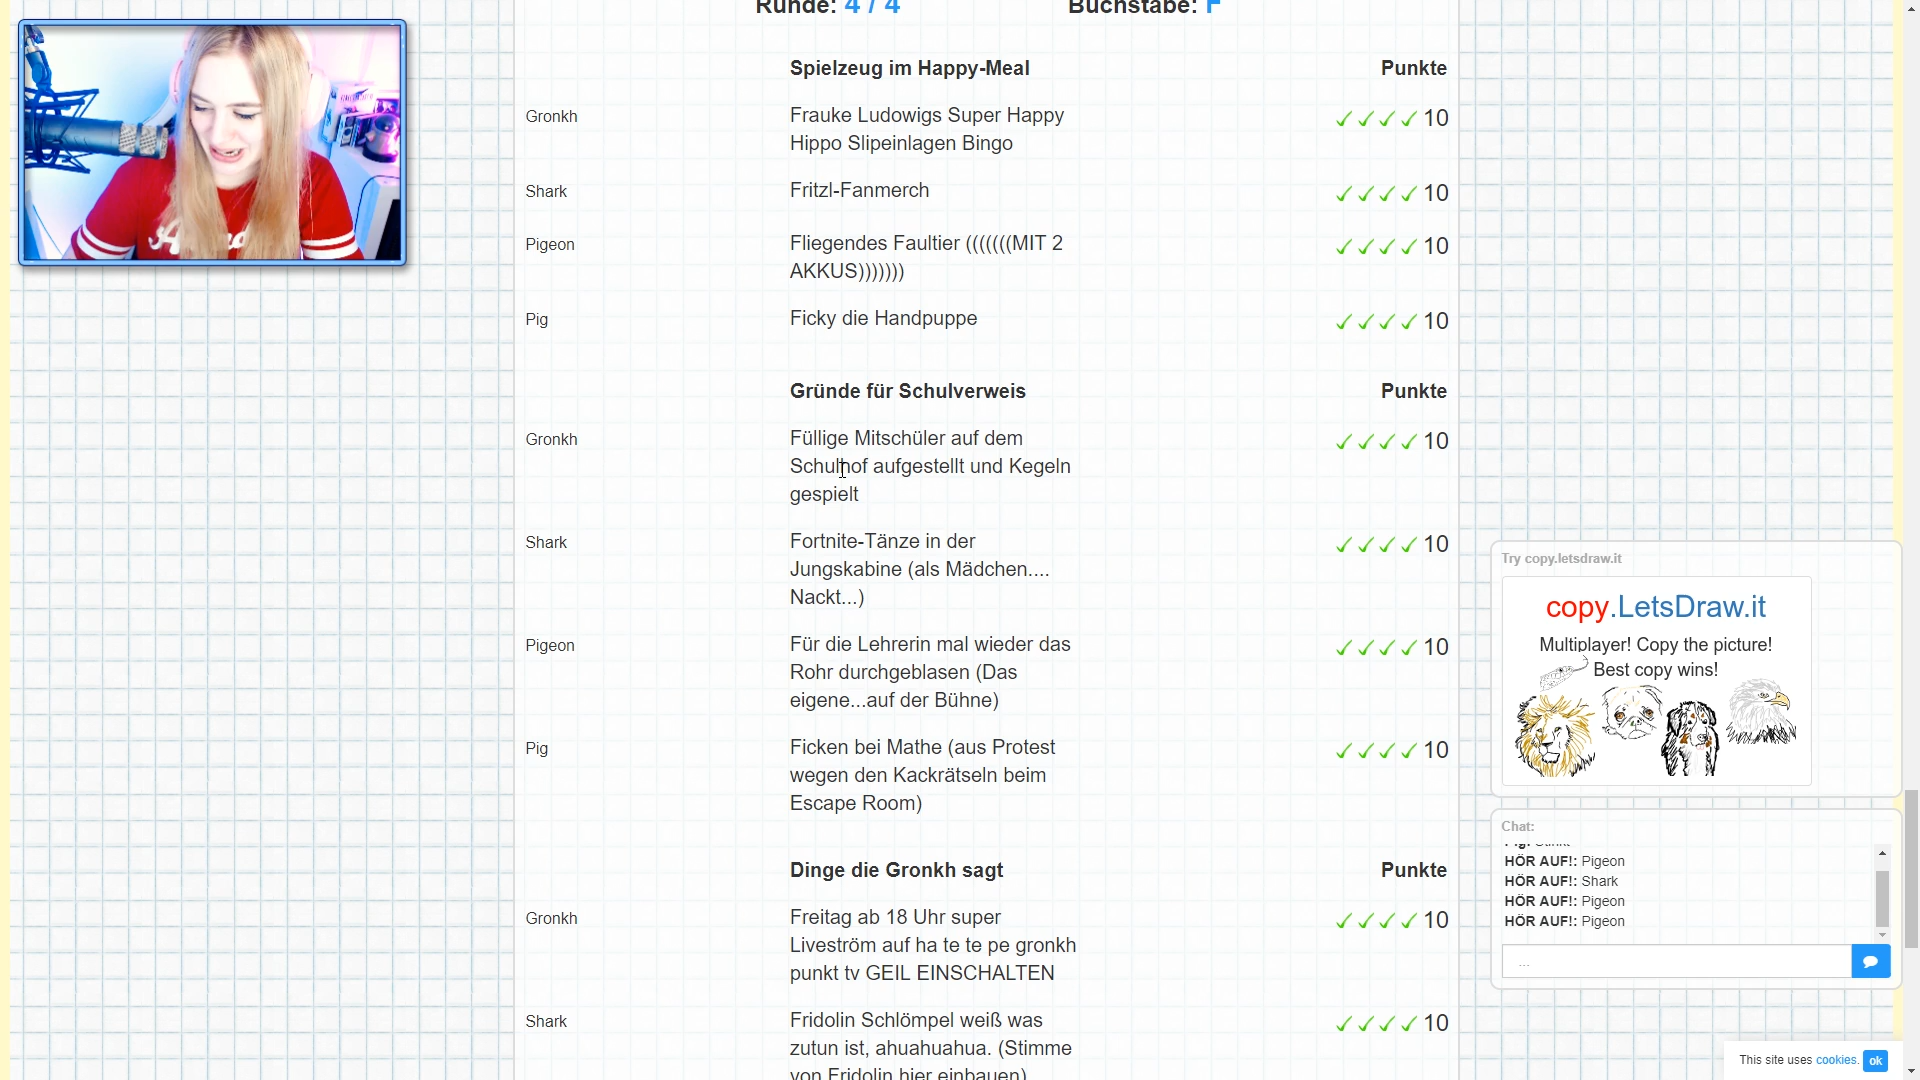 Runde: 4 / 4 Buchstabe: F
Spielzeug im Happy-Meal Punkte
Gronkh Frauke Ludowigs Super Happy 10
Hippo Slipeinlagen Bingo
Shark Fritzl-Fanmerch 10
Pigeon Fliegendes Faultier (((((((MIT 2 10
AKKUS)))))))
Pig Ficky die Handpuppe 10
Gründe für Schulverweis Punkte
Gronkh Füllige Mitschüler auf dem 10
Schulhof aufgestellt und Kegeln
gespielt
Shark Fortnite-Tänze in der 10
Jungskabine (als Mädchen....
Nackt...)
Pigeon Für die Lehrerin mal wieder das 10
Rohr durchgeblasen (Das
eigene...auf der Bühne)
Pig Ficken bei Mathe (aus Protest 10
wegen den Kackrätseln beim
Escape Room)
Dinge die Gronkh sagt Punkte
Gronkh Freitag ab 18 Uhr super 10
Liveström auf ha te te pe gronkh
punkt tv GEIL EINSCHALTEN
Shark Fridolin Schlömpel weiß was 10
zutun ist, ahuahuahua. (Stimme
von Fridolin hier einbauen)
Try copy.letsdraw.it
copy.LetsDraw.it
Multiplayer! Copy the picture!
Best copy wins!
Chat:
Pig: Stinkt
HÖR AUF!: Pigeon
HÖR AUF!: Shark
HÖR AUF!: Pigeon
HÖR AUF!: Pigeon
...
This site uses cookies. ok